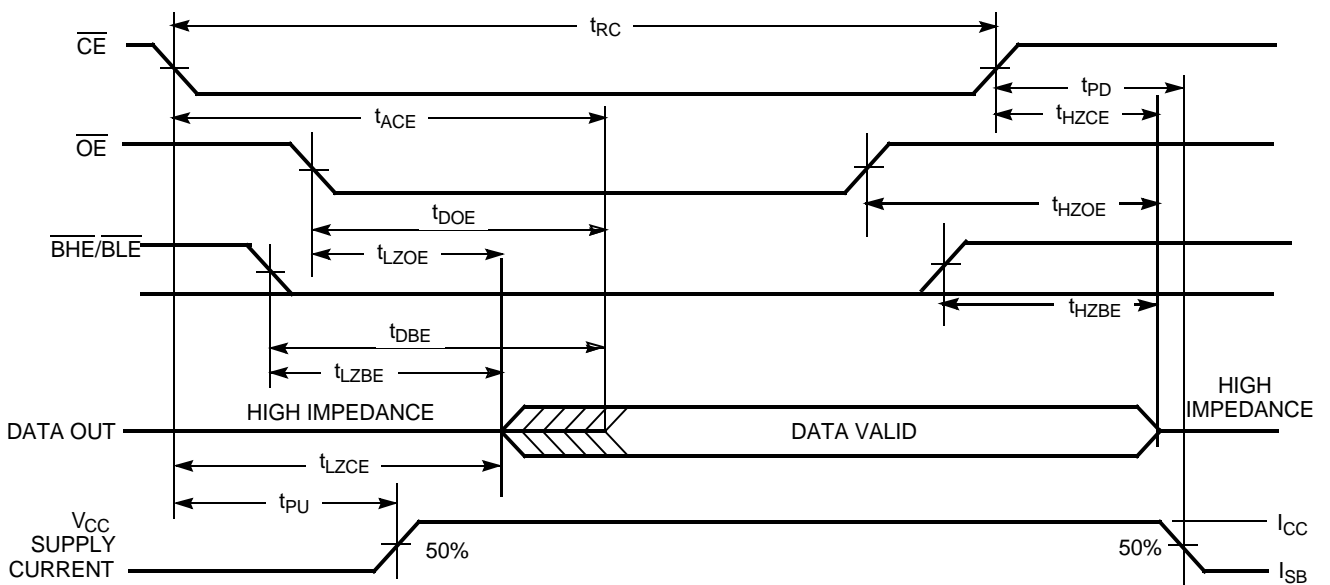 tRC
CE
tPD
tACE
tHZCE
OE
tHZOE
tDOE
BHE/BLE
tLZOE
tHZBE
tDBE
tLZBE
HIGH IMPEDANCE
HIGH
IMPEDANCE
DATA OUT
DATA VALID
tLZCE
tPU
VCC
SUPPLY
CURRENT
50%
50%
ICC
ISB